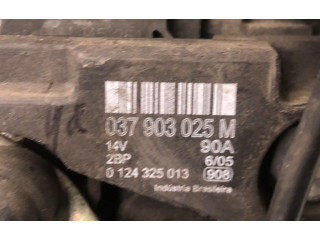 037 903 025 M
14V 90A
2BP 6/05
0 124 325 013 908
Indústria Brasileira